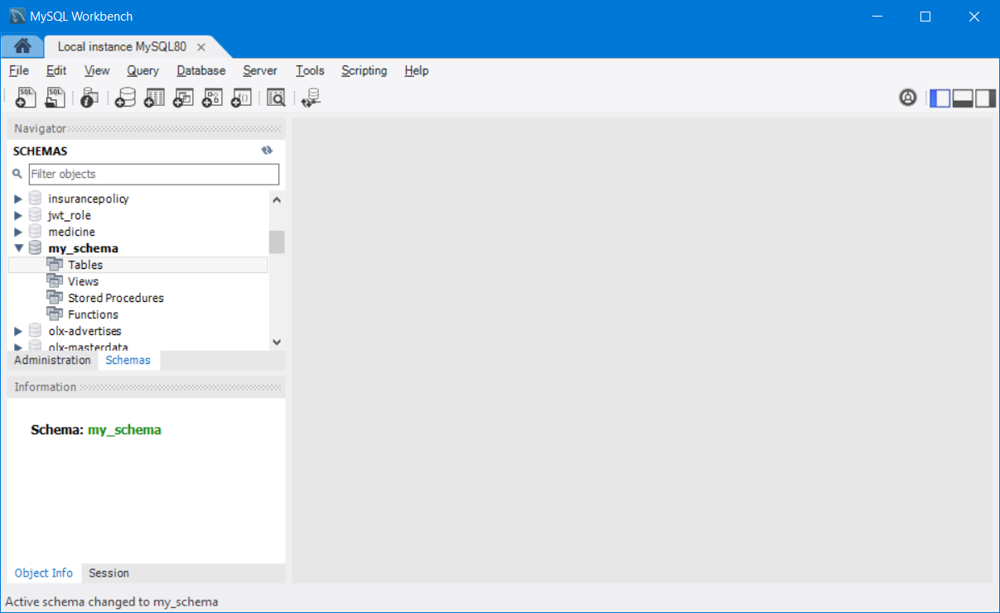 MySQL Workbench
Local instance MySQL80
File Edit View Query Database Server Tools Scripting Help
SQL SQL
Navigator
SCHEMAS
Filter objects
insurancepolicy
jwt_role
medicine
my_schema
Tables
Views
Stored Procedures
Functions
olx-advertises
olx-masterdata
Administration Schemas
Information
Schema: my_schema
Object Info Session
Active schema changed to my_schema